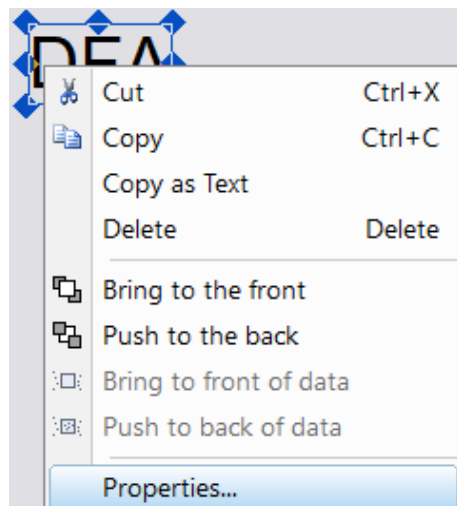 DEA
Cut Ctrl+X
Copy Ctrl+C
Copy as Text
Delete Delete
Bring to the front
Push to the back
Bring to front of data
Push to back of data
Properties...